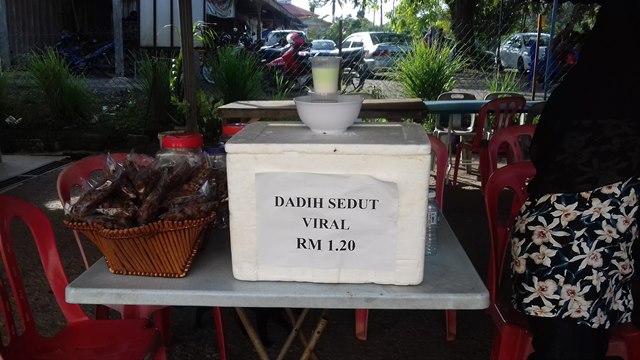 DADIH SEDUT
VIRAL
RM 1.20